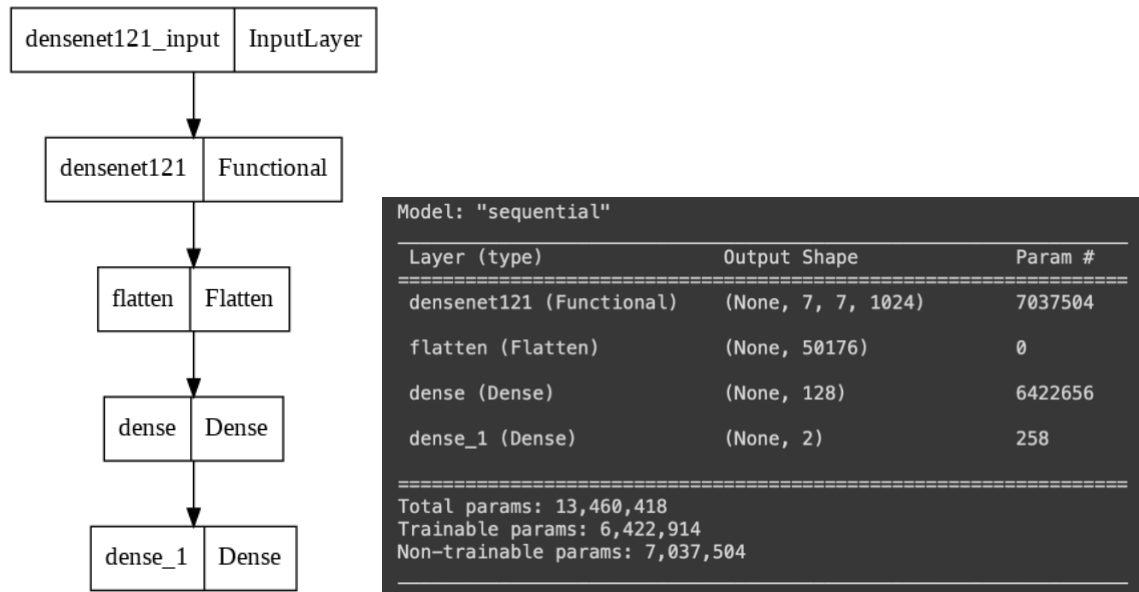 densenet121_input InputLayer
densenet121 Functional
flatten Flatten
dense Dense
dense_1 Dense
Model: "sequential"
Layer (type) Output Shape Param #
=================================================================
densenet121 (Functional) (None, 7, 7, 1024) 7037504
flatten (Flatten) (None, 50176) 0
dense (Dense) (None, 128) 6422656
dense_1 (Dense) (None, 2) 258
=================================================================
Total params: 13,460,418
Trainable params: 6,422,914
Non-trainable params: 7,037,504